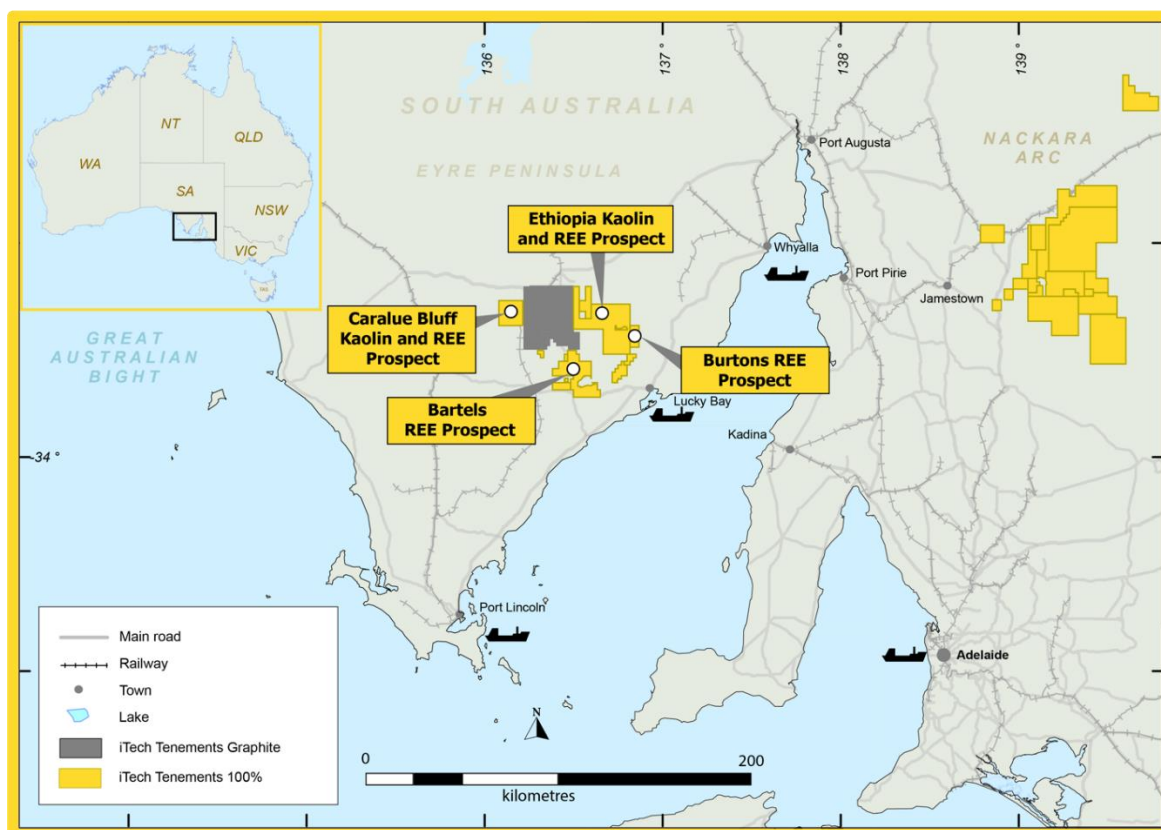 136 °
137 °
138 °
139 °
NT
QLD
WA
SA
NSW
VIC
TAS
SOUTH AUSTRALIA
EYRE PENINSULA
NACKARA
ARC
Port Augusta
Ethiopia Kaolin
and REE Prospect
Whyalla
Port Pirie
Jamestown
Caralue Bluff
Kaolin and REE
Prospect
Burtons REE
Prospect
GREAT
AUSTRALIAN
BIGHT
Bartels
REE Prospect
Lucky Bay
Kadina
-34 °
Port Lincoln
Adelaide
Main road
Railway
Town
Lake
iTech Tenements Graphite
iTech Tenements 100%
N
0
200
kilometres